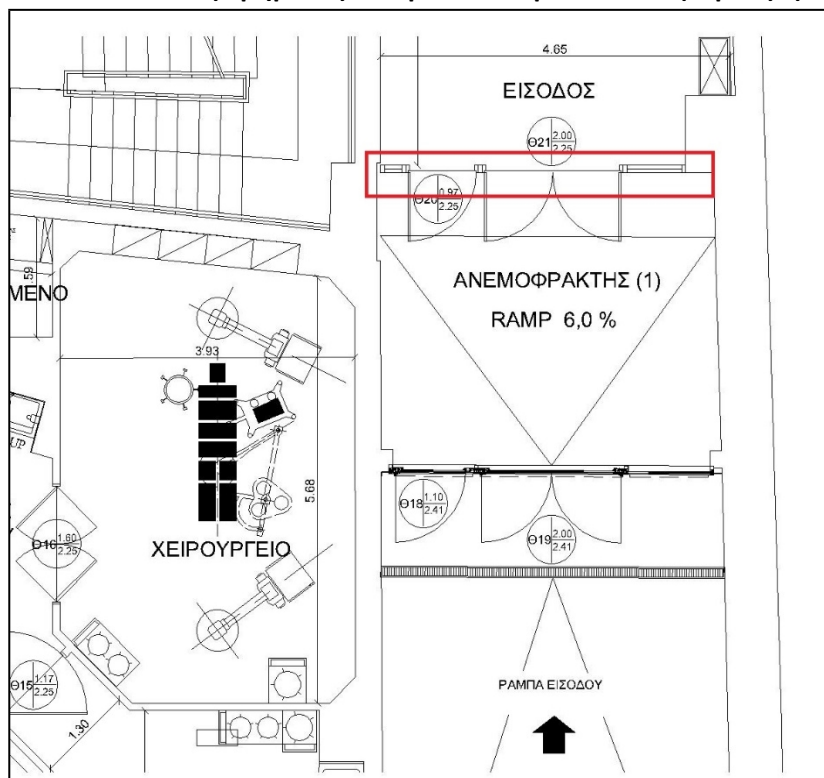 4.65
ΕΙΣΟΔΟΣ
Θ21 2.00
2.25
Θ20 0.97
2.25
ΑΝΕΜΟΦΡΑΚΤΗΣ (1)
RAMP 6,0 %
.59
ΜΕΝΟ
3.93
UP
5.68
Θ18 1.10
2.41
Θ19 2.00
2.41
Θ16 1.60
2.25
ΧΕΙΡΟΥΡΓΕΙΟ
Θ15 1.17
2.25
1.30
ΡΑΜΠΑ ΕΙΣΟΔΟΥ